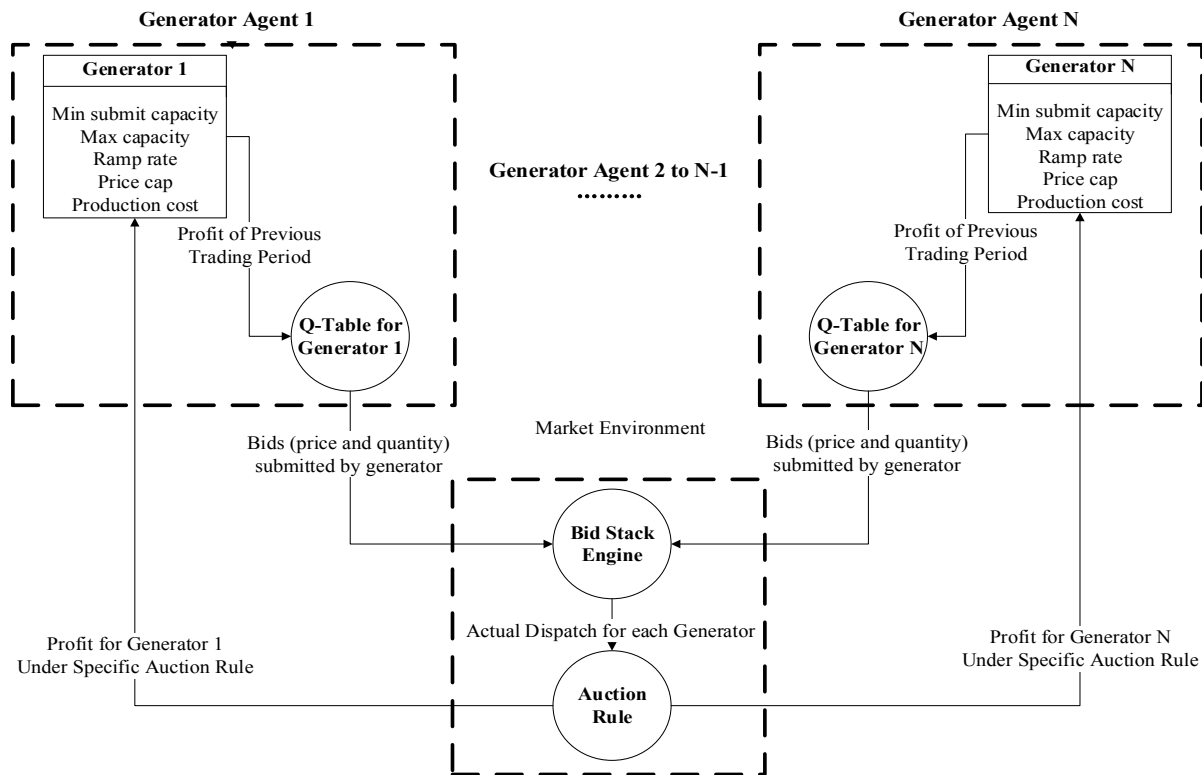 Generator Agent 1
Generator Agent N
Generator 1
Min submit capacity
Max capacity
Ramp rate
Price cap
Production cost
Generator N
Min submit capacity
Max capacity
Ramp rate
Price cap
Production cost
Generator Agent 2 to N-1
.........
Profit of Previous
Trading Period
Profit of Previous
Trading Period
Q-Table for
Generator 1
Q-Table for
Generator N
Bids (price and quantity)
submitted by generator
Market Environment
Bids (price and quantity)
submitted by generator
Bid Stack
Engine
Actual Dispatch for each Generator
Profit for Generator 1
Under Specific Auction Rule
Profit for Generator N
Under Specific Auction Rule
Auction
Rule